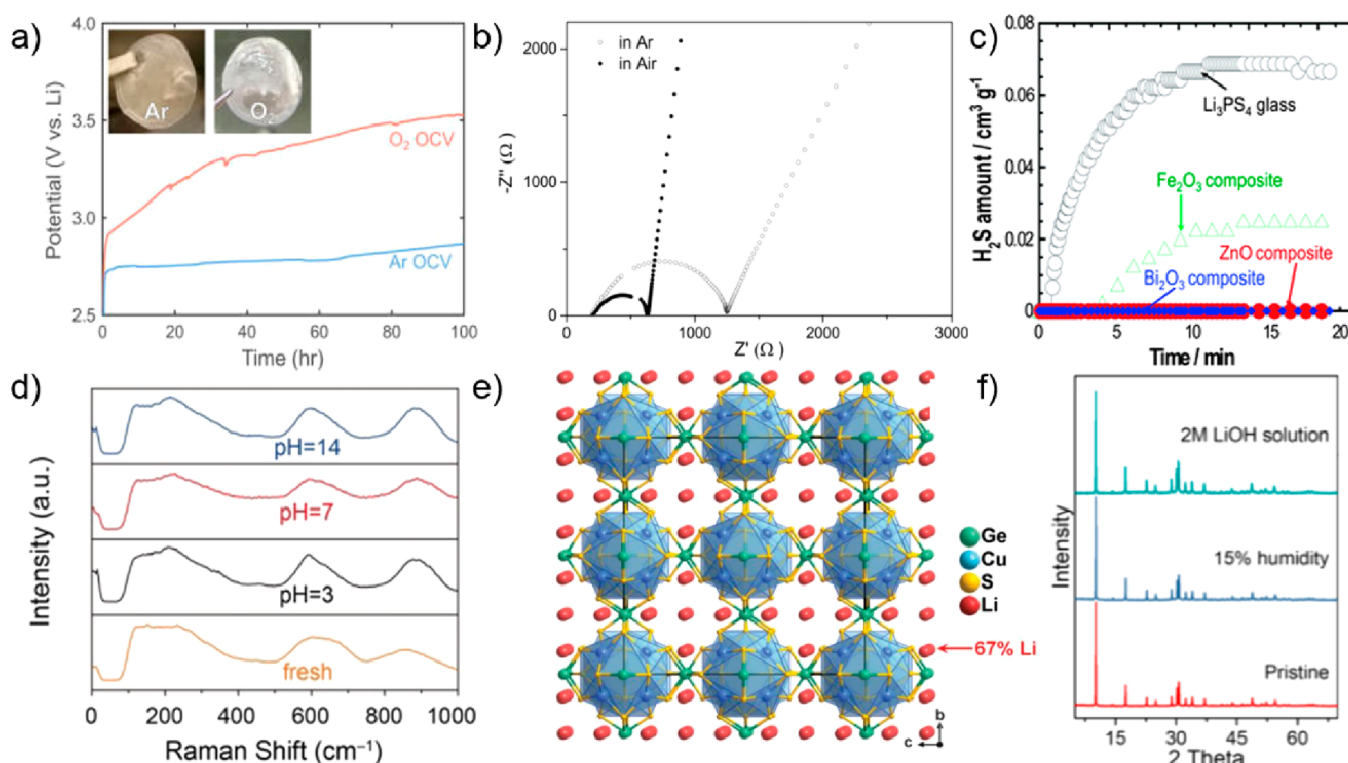 a)
4.0
3.5
3.0
2.5
Potential (V vs. Li)
Ar
O₂
O₂ OCV
Ar OCV
0 20 40 60 80 100
Time (hr)
b)
2000
1000
0
-Z'' (Ω)
in Ar
in Air
0 1000 2000 3000
Z' (Ω)
c)
0.08
0.06
0.04
0.02
0
H₂S amount / cm³ g⁻¹
Li₃PS₄ glass
Fe₂O₃ composite
ZnO composite
Bi₂O₃ composite
0 5 10 15 20
Time / min
d)
Intensity (a.u.)
pH=14
pH=7
pH=3
fresh
0 200 400 600 800 1000
Raman Shift (cm⁻¹)
e)
Ge
Cu
S
Li
67% Li
b
c
f)
Intensity
2M LiOH solution
15% humidity
Pristine
15 30 45 60
2 Theta